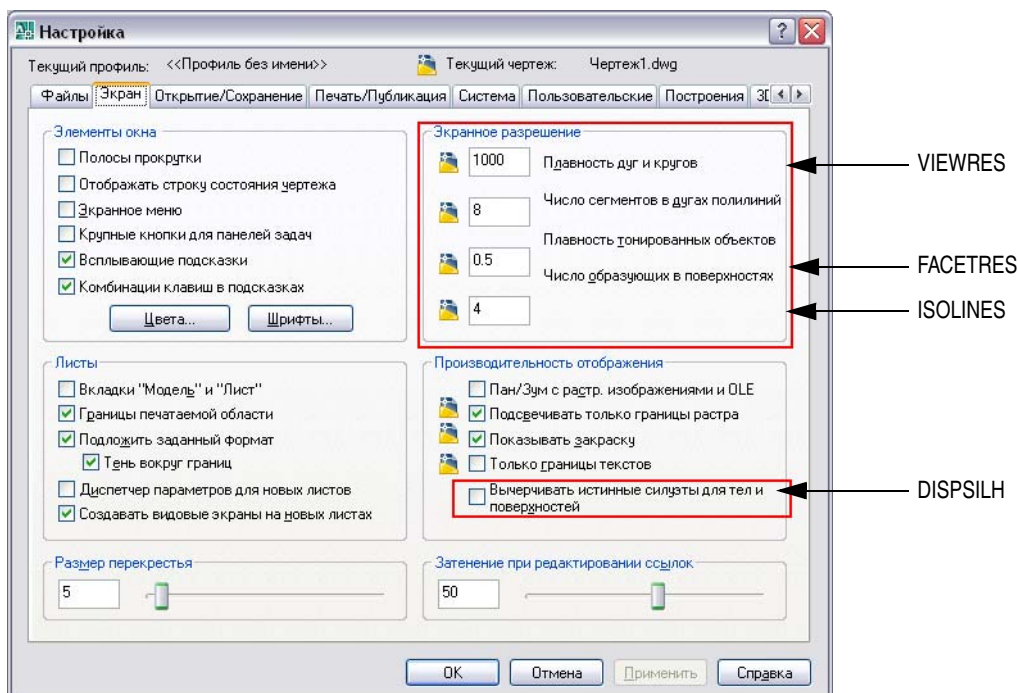 Настройка
Текущий профиль: <<Профиль без имени>> Текущий чертеж: Чертеж1.dwg
Файлы Экран Открытие/Сохранение Печать/Публикация Система Пользовательские Построения 3D
Элементы окна
Полосы прокрутки
Отображать строку состояния чертежа
Экранное меню
Крупные кнопки для панелей задач
Всплывающие подсказки
Комбинации клавиш в подсказках
Цвета... Шрифты...
Экранное разрешение
1000 Плавность дуг и кругов
8 Число сегментов в дугах полилиний
Плавность тонированных объектов
0.5
Число образующих в поверхностях
4
VIEWRES
FACETRES
ISOLINES
Листы
Вкладки "Модель" и "Лист"
Границы печатаемой области
Подложить заданный формат
Тень вокруг границ
Диспетчер параметров для новых листов
Создавать видовые экраны на новых листах
Производительность отображения
Пан/Зум с растр. изображениями и OLE
Подсвечивать только границы растра
Показывать закраску
Только границы текстов
Вычерчивать истинные силуэты для тел и
поверхностей
DISPSILH
Размер перекрестья
5
Затенение при редактировании ссылок
50
OK Отмена Применить Справка